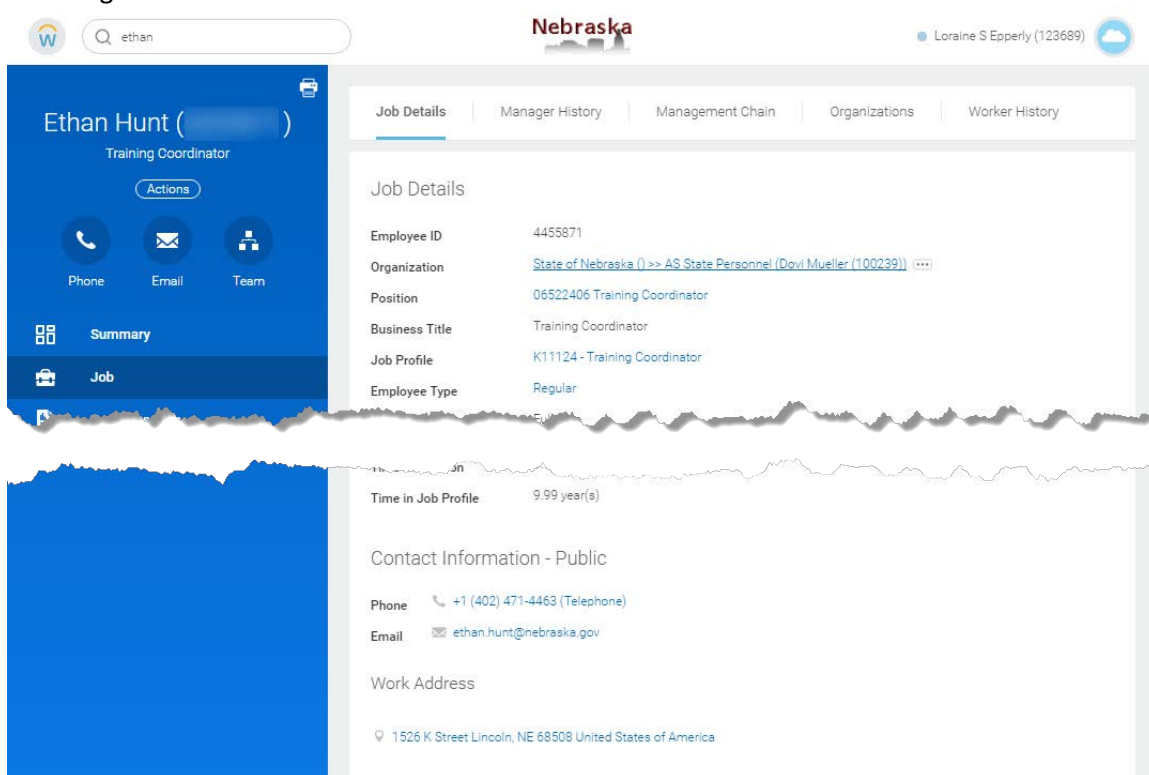 ethan
Nebraska
Loraine S Epperly (123689)
Ethan Hunt ( )
Training Coordinator
Actions
Phone Email Team
Summary
Job
Job Details Manager History Management Chain Organizations Worker History
Job Details
Employee ID 4455871
Organization State of Nebraska () >> AS State Personnel (Dovi Mueller (100239))
Position 06522406 Training Coordinator
Business Title Training Coordinator
Job Profile K11124 - Training Coordinator
Employee Type Regular
Time in Job Profile 9.99 year(s)
Contact Information - Public
Phone +1 (402) 471-4463 (Telephone)
Email ethan.hunt@nebraska.gov
Work Address
1526 K Street Lincoln, NE 68508 United States of America